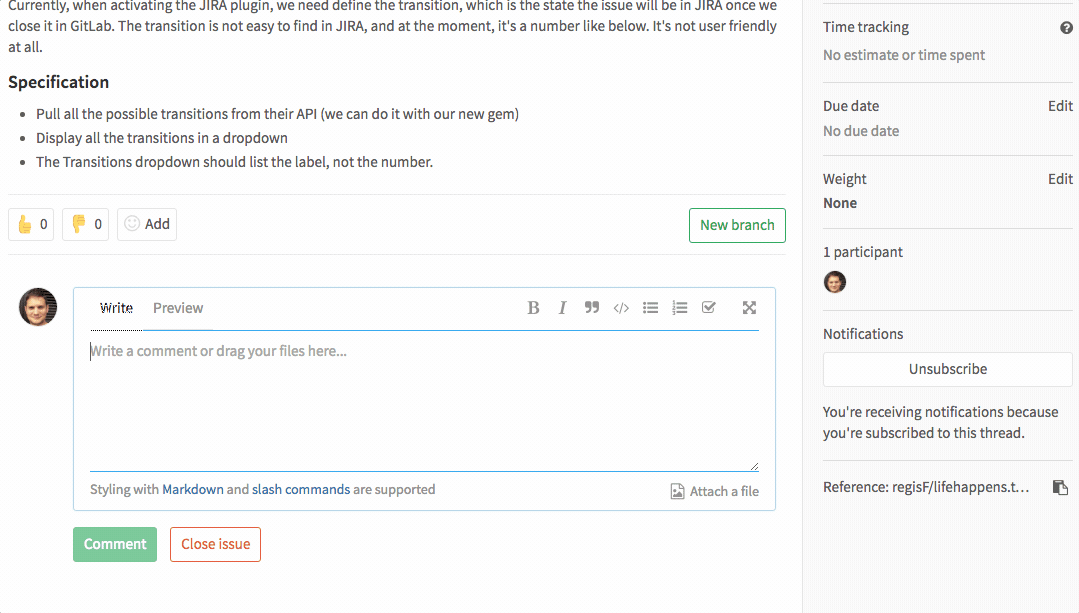 Currently, when activating the JIRA plugin, we need define the transition, which is the state the issue will be in JIRA once we
close it in GitLab. The transition is not easy to find in JIRA, and at the moment, it's a number like below. It's not user friendly
at all.
Specification
Pull all the possible transitions from their API (we can do it with our new gem)
Display all the transitions in a dropdown
The Transitions dropdown should list the label, not the number.
0 0 Add New branch
Write Preview
Write a comment or drag your files here...
Styling with Markdown and slash commands are supported Attach a file
Comment Close issue
Time tracking
No estimate or time spent
Due date Edit
No due date
Weight Edit
None
1 participant
Notifications
Unsubscribe
You're receiving notifications because
you're subscribed to this thread.
Reference: regisF/lifehappens.t...